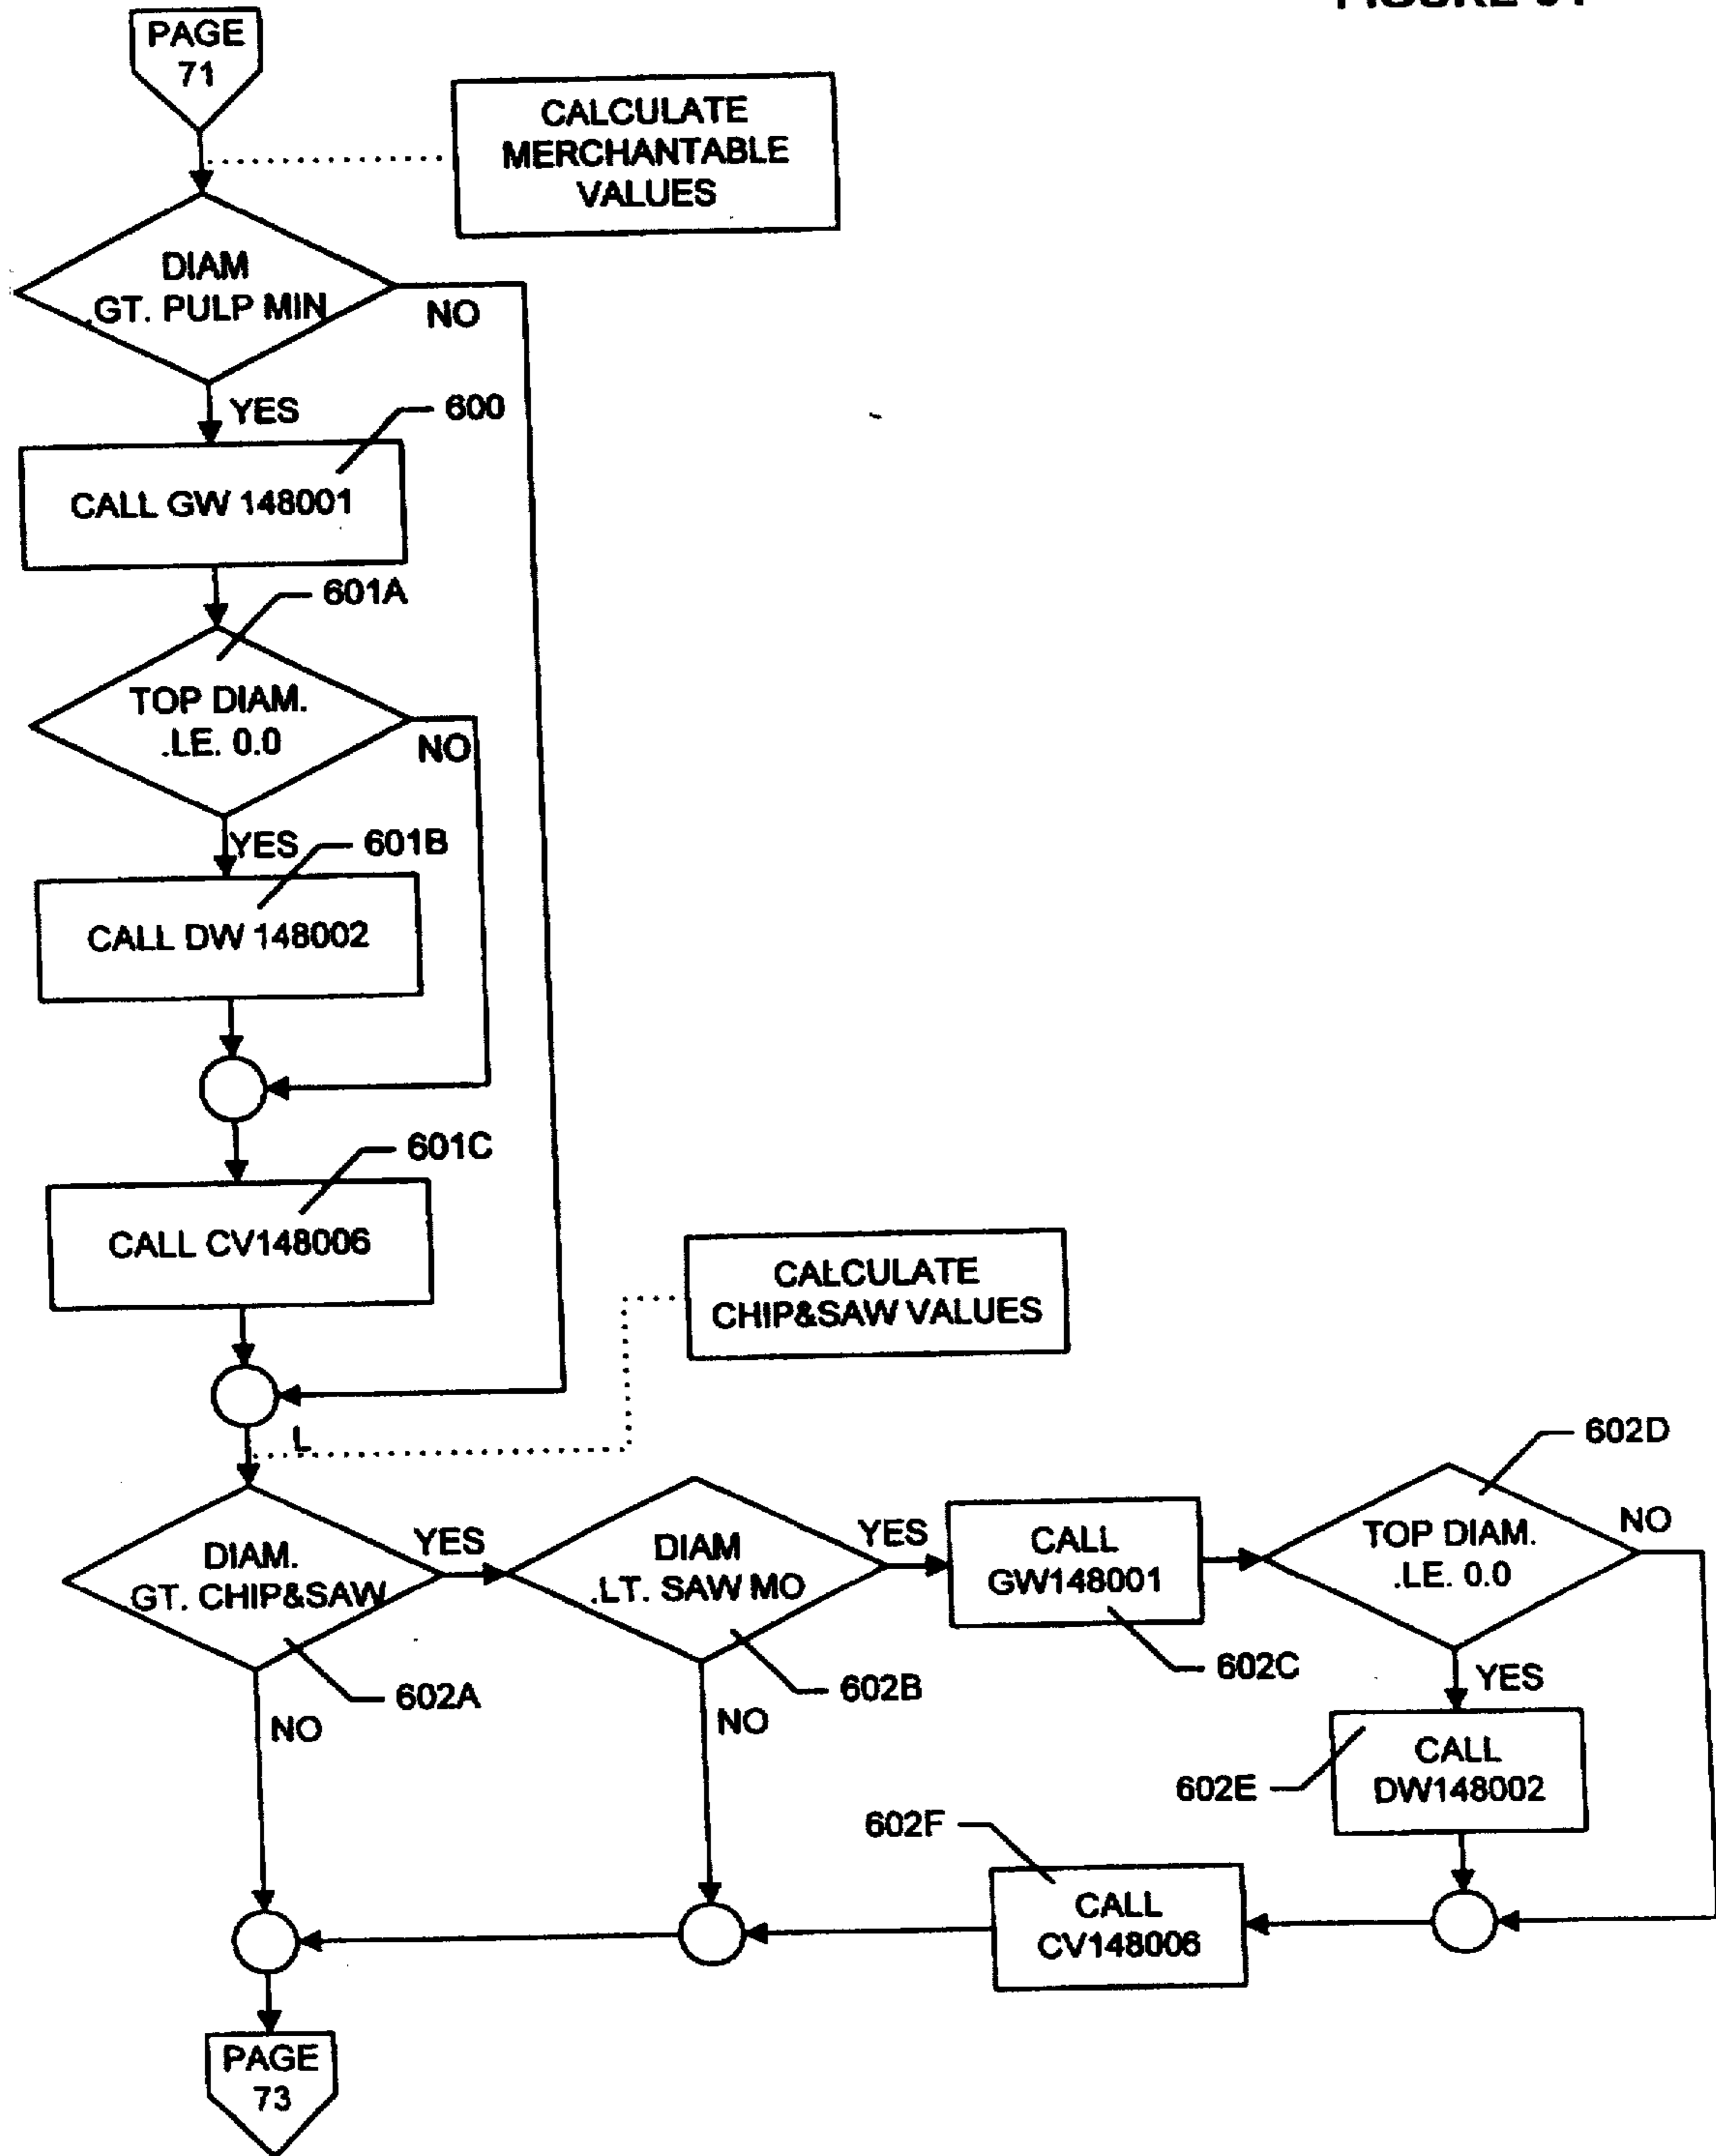 PAGE
71
CALCULATE
MERCHANTABLE
VALUES
DIAM
.GT. PULP MIN
NO
YES
600
CALL GW 148001
601A
TOP DIAM.
.LE. 0.0
NO
YES
601B
CALL DW 148002
601C
CALL CV148006
CALCULATE
CHIP&SAW VALUES
L
602D
DIAM.
GT. CHIP&SAW
YES
DIAM
.LT. SAW MO
YES
CALL
GW148001
TOP DIAM.
.LE. 0.0
NO
602A
NO
602B
NO
602C
YES
602E
CALL
DW148002
602F
CALL
CV148006
PAGE
73